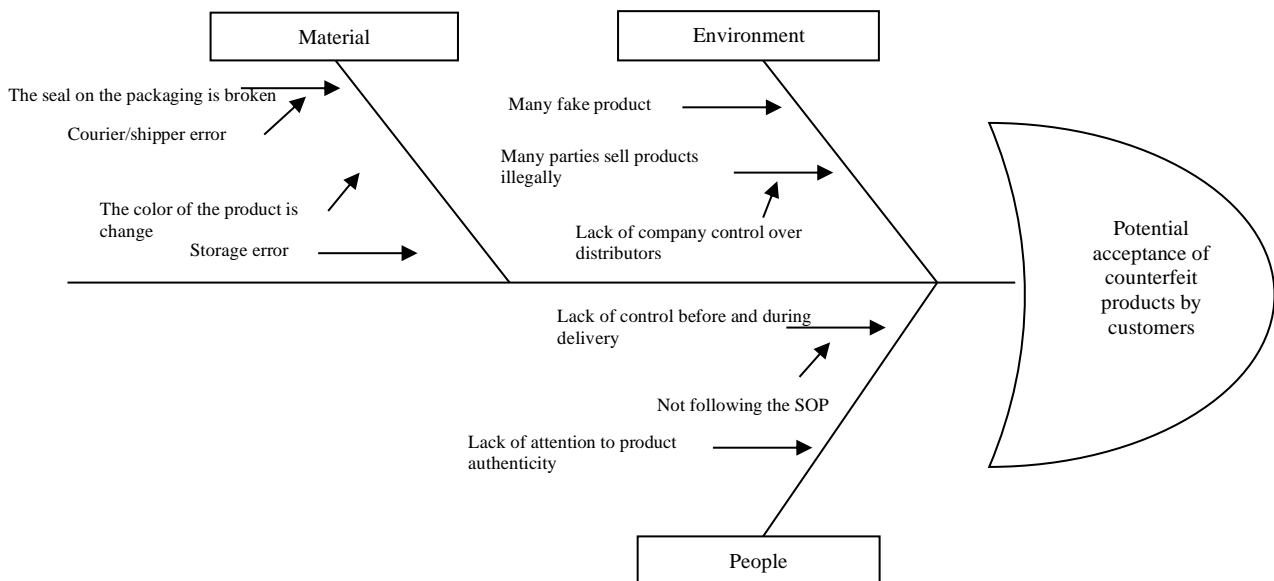 Material
Environment
The seal on the packaging is broken
Courier/shipper error
The color of the product is
change
Storage error
Many fake product
Many parties sell products
illegally
Lack of company control over
distributors
Potential
acceptance of
counterfeit
products by
customers
Lack of control before and during
delivery
Not following the SOP
Lack of attention to product
authenticity
People